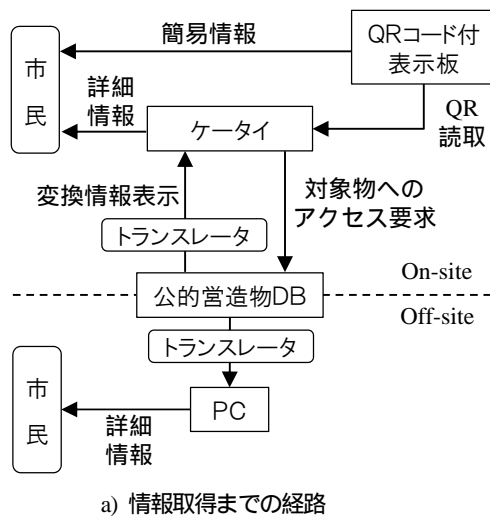 簡易情報
QRコード付
表示板
市
民
詳細
情報
ケータイ
QR
読取
変換情報表示
対象物への
アクセス要求
トランスレータ
On-site
公的営造物DB
Off-site
トランスレータ
市
民
PC
詳細
情報
a) 情報取得までの経路